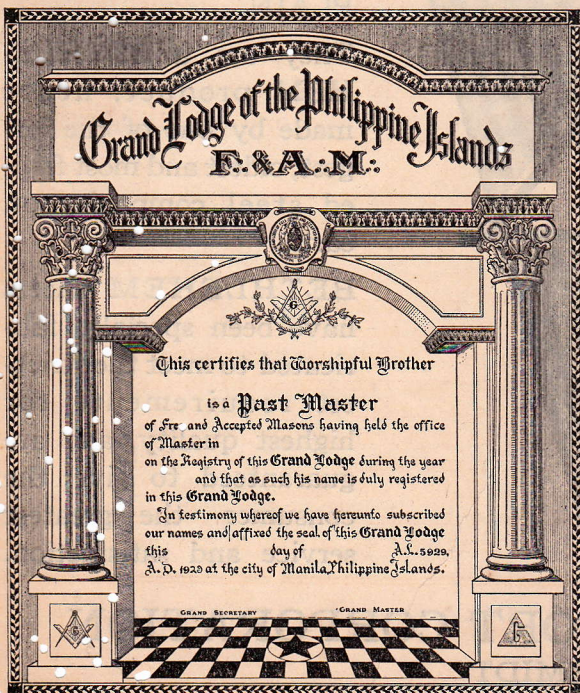 Grand Lodge of the Philippine Islands
F∴ & A∴ M∴
G
This certifies that Worshipful Brother
is a Past Master
of Free and Accepted Masons having held the office
of Master in
on the Registry of this Grand Lodge during the year
and that as such his name is duly registered
in this Grand Lodge.
In testimony whereof we have hereunto subscribed
our names and affixed the seal of this Grand Lodge
this day of A.L. 5929,
A.D. 1929 at the city of Manila, Philippine Islands.
GRAND SECRETARY GRAND MASTER
G G